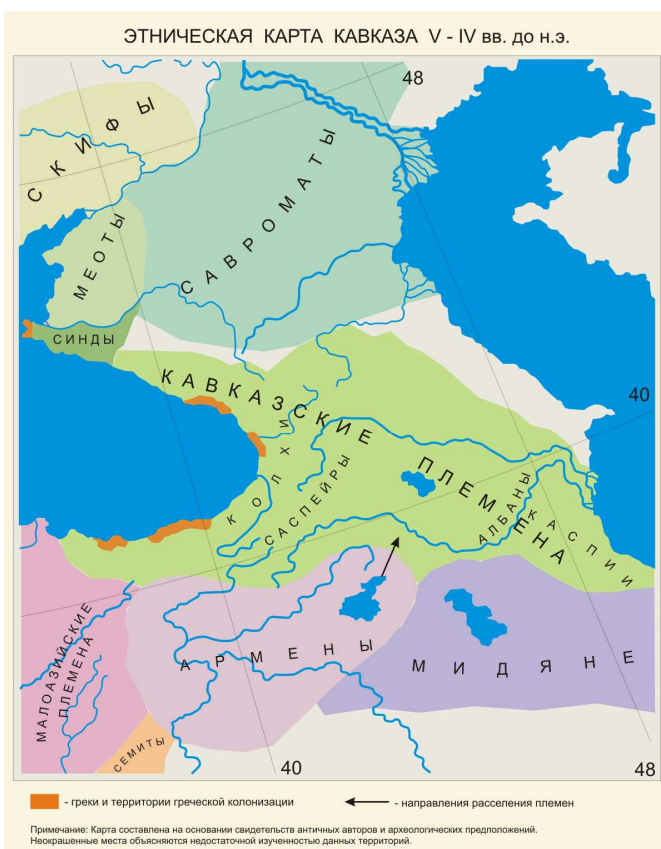 ЭТНИЧЕСКАЯ КАРТА КАВКАЗА V - IV вв. до н.э.
48
СКИФЫ
САВРОМАТЫ
МЕОТЫ
СИНДЫ
КАВКАЗСКИЕ ПЛЕМЕНА
40
КОЛХИ
САСПЕЙРЫ
АЛБАНЫ
КАСПИИ
АРМЕНЫ
МИДЯНЕ
МАЛОАЗИЙСКИЕ
ПЛЕМЕНА
СЕМИТЫ
40
48
- греки и территории греческой колонизации
- направления расселения племен
Примечание: Карта составлена на основании свидетельств античных авторов и археологических предположений.
Неокрашенные места объясняются недостаточной изученностью данных территорий.